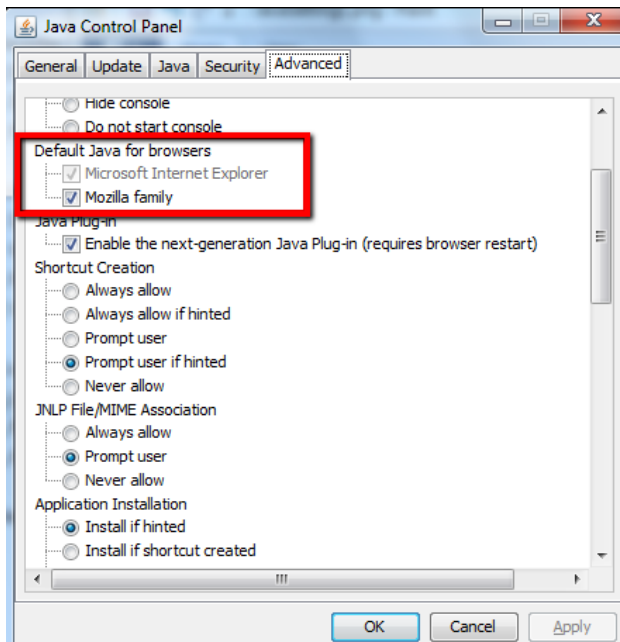 Java Control Panel
General Update Java Security Advanced
Hide console
Do not start console
Default Java for browsers
Microsoft Internet Explorer
Mozilla family
Java Plug-in
Enable the next-generation Java Plug-in (requires browser restart)
Shortcut Creation
Always allow
Always allow if hinted
Prompt user
Prompt user if hinted
Never allow
JNLP File/MIME Association
Always allow
Prompt user
Never allow
Application Installation
Install if hinted
Install if shortcut created
OK Cancel Apply